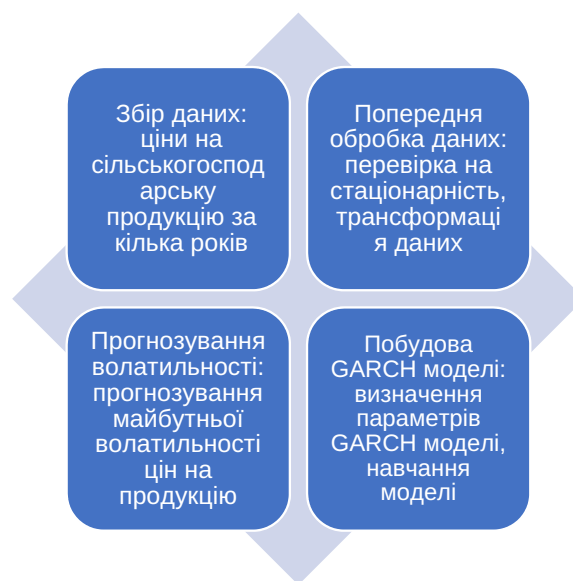 Збір даних:
ціни на
сільськогоспод
арську
продукцію за
кілька років
Попередня
обробка даних:
перевірка на
стаціонарність,
трансформаці
я даних
Прогнозування
волатильності:
прогнозування
майбутньої
волатильності
цін на
продукцію
Побудова
GARCH моделі:
визначення
параметрів
GARCH моделі,
навчання
моделі